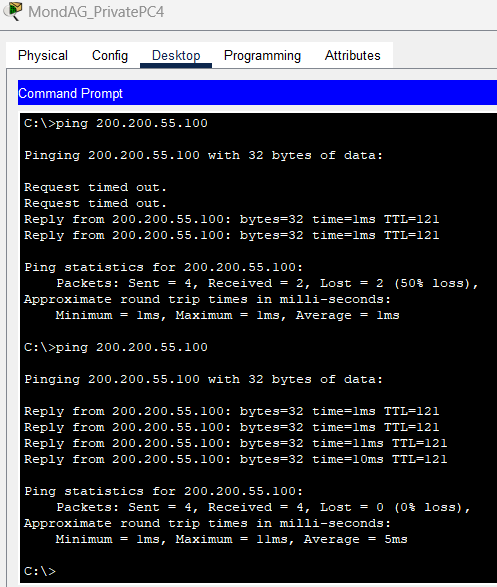 MondAG_PrivatePC4
Physical Config Desktop Programming Attributes
Command Prompt
C:\>ping 200.200.55.100
Pinging 200.200.55.100 with 32 bytes of data:
Request timed out.
Request timed out.
Reply from 200.200.55.100: bytes=32 time=1ms TTL=121
Reply from 200.200.55.100: bytes=32 time=1ms TTL=121
Ping statistics for 200.200.55.100:
Packets: Sent = 4, Received = 2, Lost = 2 (50% loss),
Approximate round trip times in milli-seconds:
Minimum = 1ms, Maximum = 1ms, Average = 1ms
C:\>ping 200.200.55.100
Pinging 200.200.55.100 with 32 bytes of data:
Reply from 200.200.55.100: bytes=32 time=1ms TTL=121
Reply from 200.200.55.100: bytes=32 time=1ms TTL=121
Reply from 200.200.55.100: bytes=32 time=11ms TTL=121
Reply from 200.200.55.100: bytes=32 time=10ms TTL=121
Ping statistics for 200.200.55.100:
Packets: Sent = 4, Received = 4, Lost = 0 (0% loss),
Approximate round trip times in milli-seconds:
Minimum = 1ms, Maximum = 11ms, Average = 5ms
C:\>